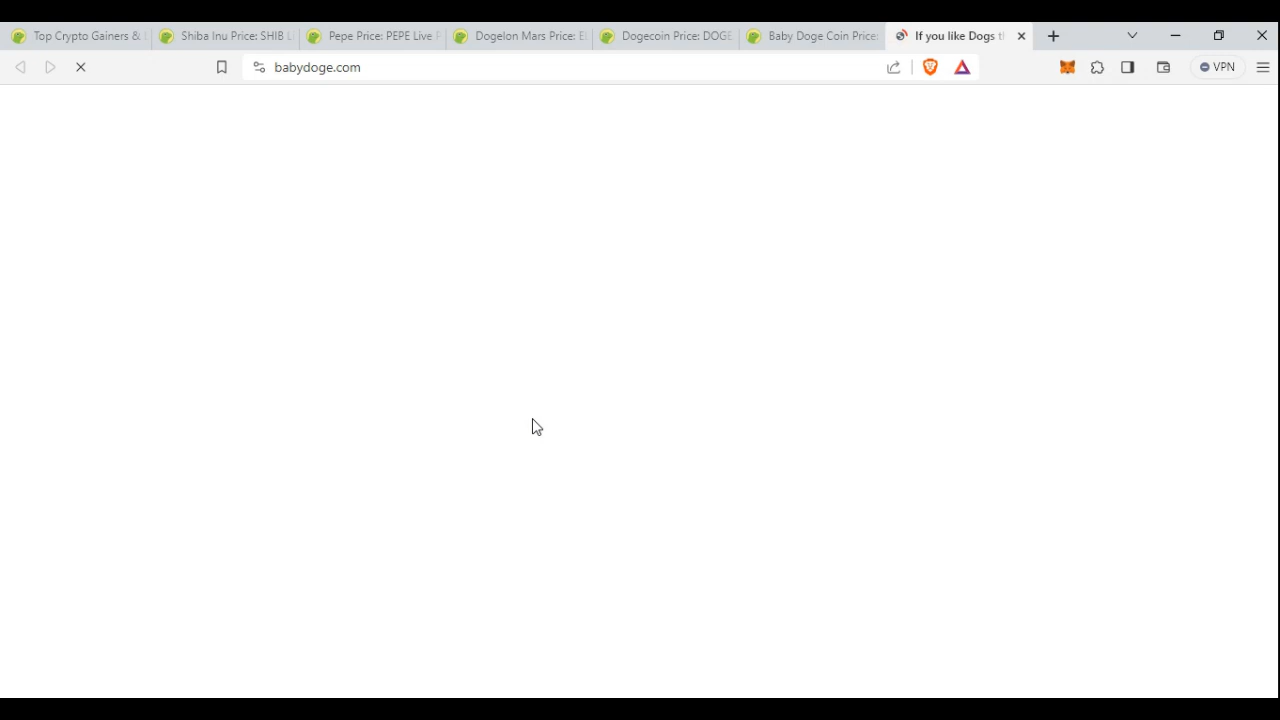 Top Crypto Gainers &
Shiba Inu Price: SHIB L
Pepe Price: PEPE Live
Dogelon Mars Price: EL
Dogecoin Price: DOGE
Baby Doge Coin Price:
If you like Dogs t
babydoge.com
VPN